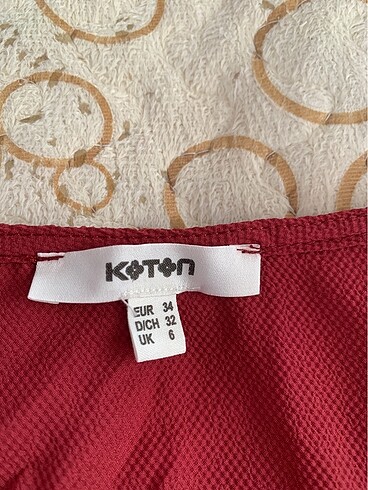 KOTON
EUR 34
D/CH 32
UK 6